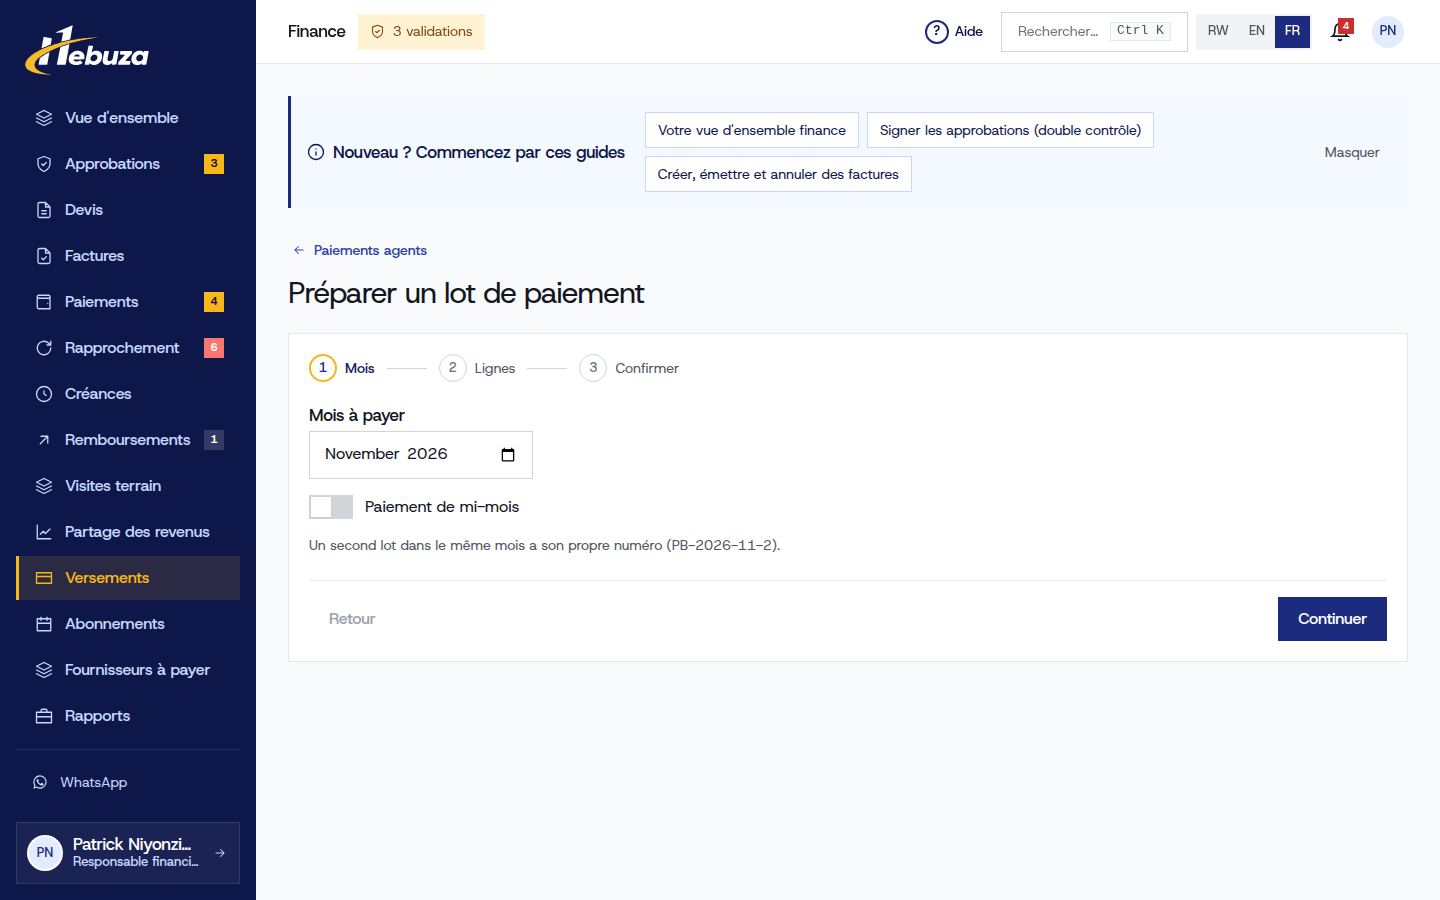 Hebuza
Vue d'ensemble
Approbations 3
Devis
Factures
Paiements 4
Rapprochement 6
Créances
Remboursements 1
Visites terrain
Partage des revenus
Versements
Abonnements
Fournisseurs à payer
Rapports
WhatsApp
PN
Patrick Niyonzi...
Responsable financi...
Finance
3 validations
? Aide
Rechercher... Ctrl K
RW EN FR
4
PN
Nouveau ? Commencez par ces guides
Votre vue d'ensemble finance
Signer les approbations (double contrôle)
Créer, émettre et annuler des factures
Masquer
Paiements agents
Préparer un lot de paiement
1 Mois
2 Lignes
3 Confirmer
Mois à payer
November 2026
Paiement de mi-mois
Un second lot dans le même mois a son propre numéro (PB-2026-11-2).
Retour
Continuer